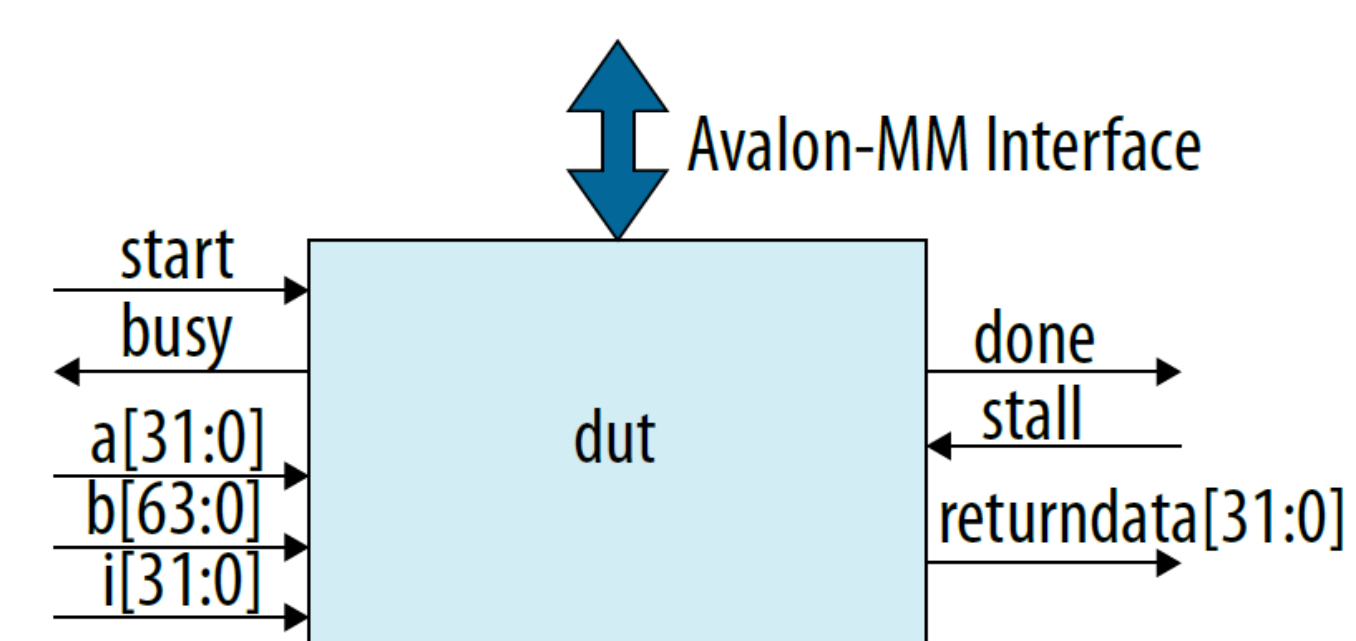 Avalon-MM Interface
start
busy
a[31:0]
b[63:0]
i[31:0]
dut
done
stall
returndata[31:0]